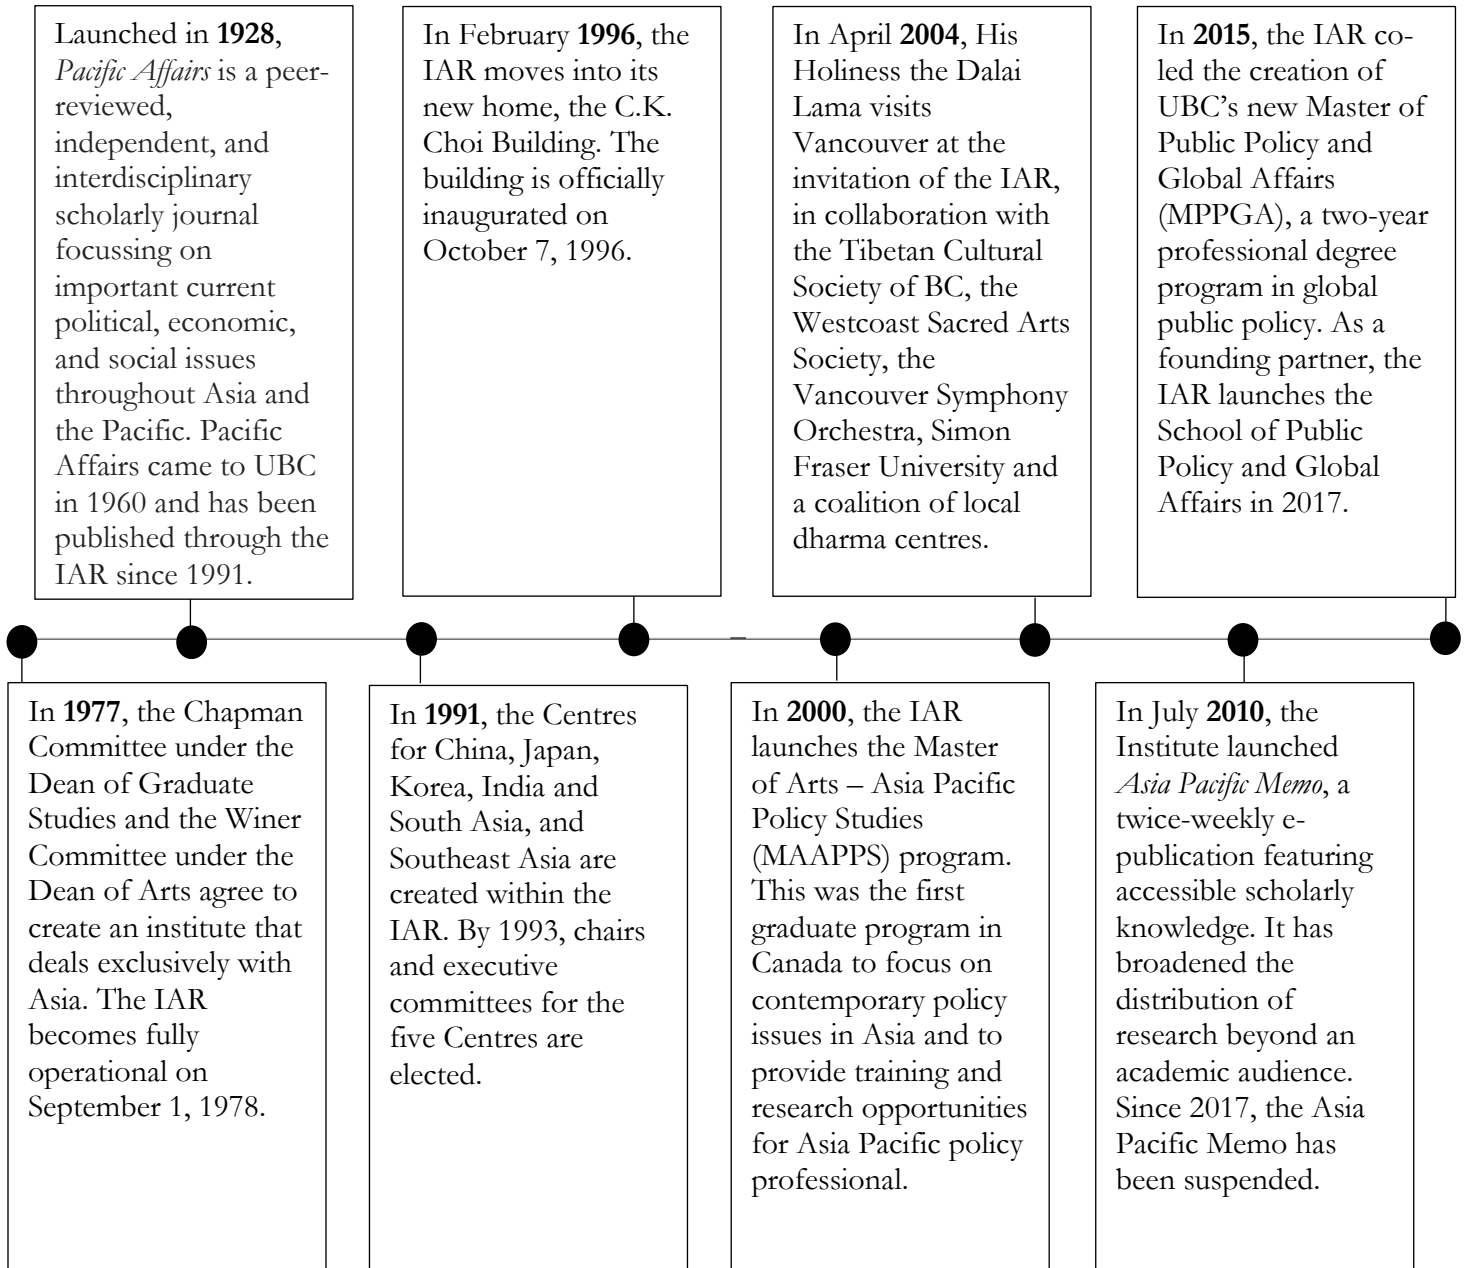 Launched in 1928,
Pacific Affairs is a peer-
reviewed,
independent, and
interdisciplinary
scholarly journal
focussing on
important current
political, economic,
and social issues
throughout Asia and
the Pacific. Pacific
Affairs came to UBC
in 1960 and has been
published through the
IAR since 1991.
In February 1996, the
IAR moves into its
new home, the C.K.
Choi Building. The
building is officially
inaugurated on
October 7, 1996.
In April 2004, His
Holiness the Dalai
Lama visits
Vancouver at the
invitation of the IAR,
in collaboration with
the Tibetan Cultural
Society of BC, the
Westcoast Sacred Arts
Society, the
Vancouver Symphony
Orchestra, Simon
Fraser University and
a coalition of local
dharma centres.
In 2015, the IAR co-
led the creation of
UBC’s new Master of
Public Policy and
Global Affairs
(MPPGA), a two-year
professional degree
program in global
public policy. As a
founding partner, the
IAR launches the
School of Public
Policy and Global
Affairs in 2017.
In 1977, the Chapman
Committee under the
Dean of Graduate
Studies and the Winer
Committee under the
Dean of Arts agree to
create an institute that
deals exclusively with
Asia. The IAR
becomes fully
operational on
September 1, 1978.
In 1991, the Centres
for China, Japan,
Korea, India and
South Asia, and
Southeast Asia are
created within the
IAR. By 1993, chairs
and executive
committees for the
five Centres are
elected.
In 2000, the IAR
launches the Master
of Arts – Asia Pacific
Policy Studies
(MAAPPS) program.
This was the first
graduate program in
Canada to focus on
contemporary policy
issues in Asia and to
provide training and
research opportunities
for Asia Pacific policy
professional.
In July 2010, the
Institute launched
Asia Pacific Memo, a
twice-weekly e-
publication featuring
accessible scholarly
knowledge. It has
broadened the
distribution of
research beyond an
academic audience.
Since 2017, the Asia
Pacific Memo has
been suspended.